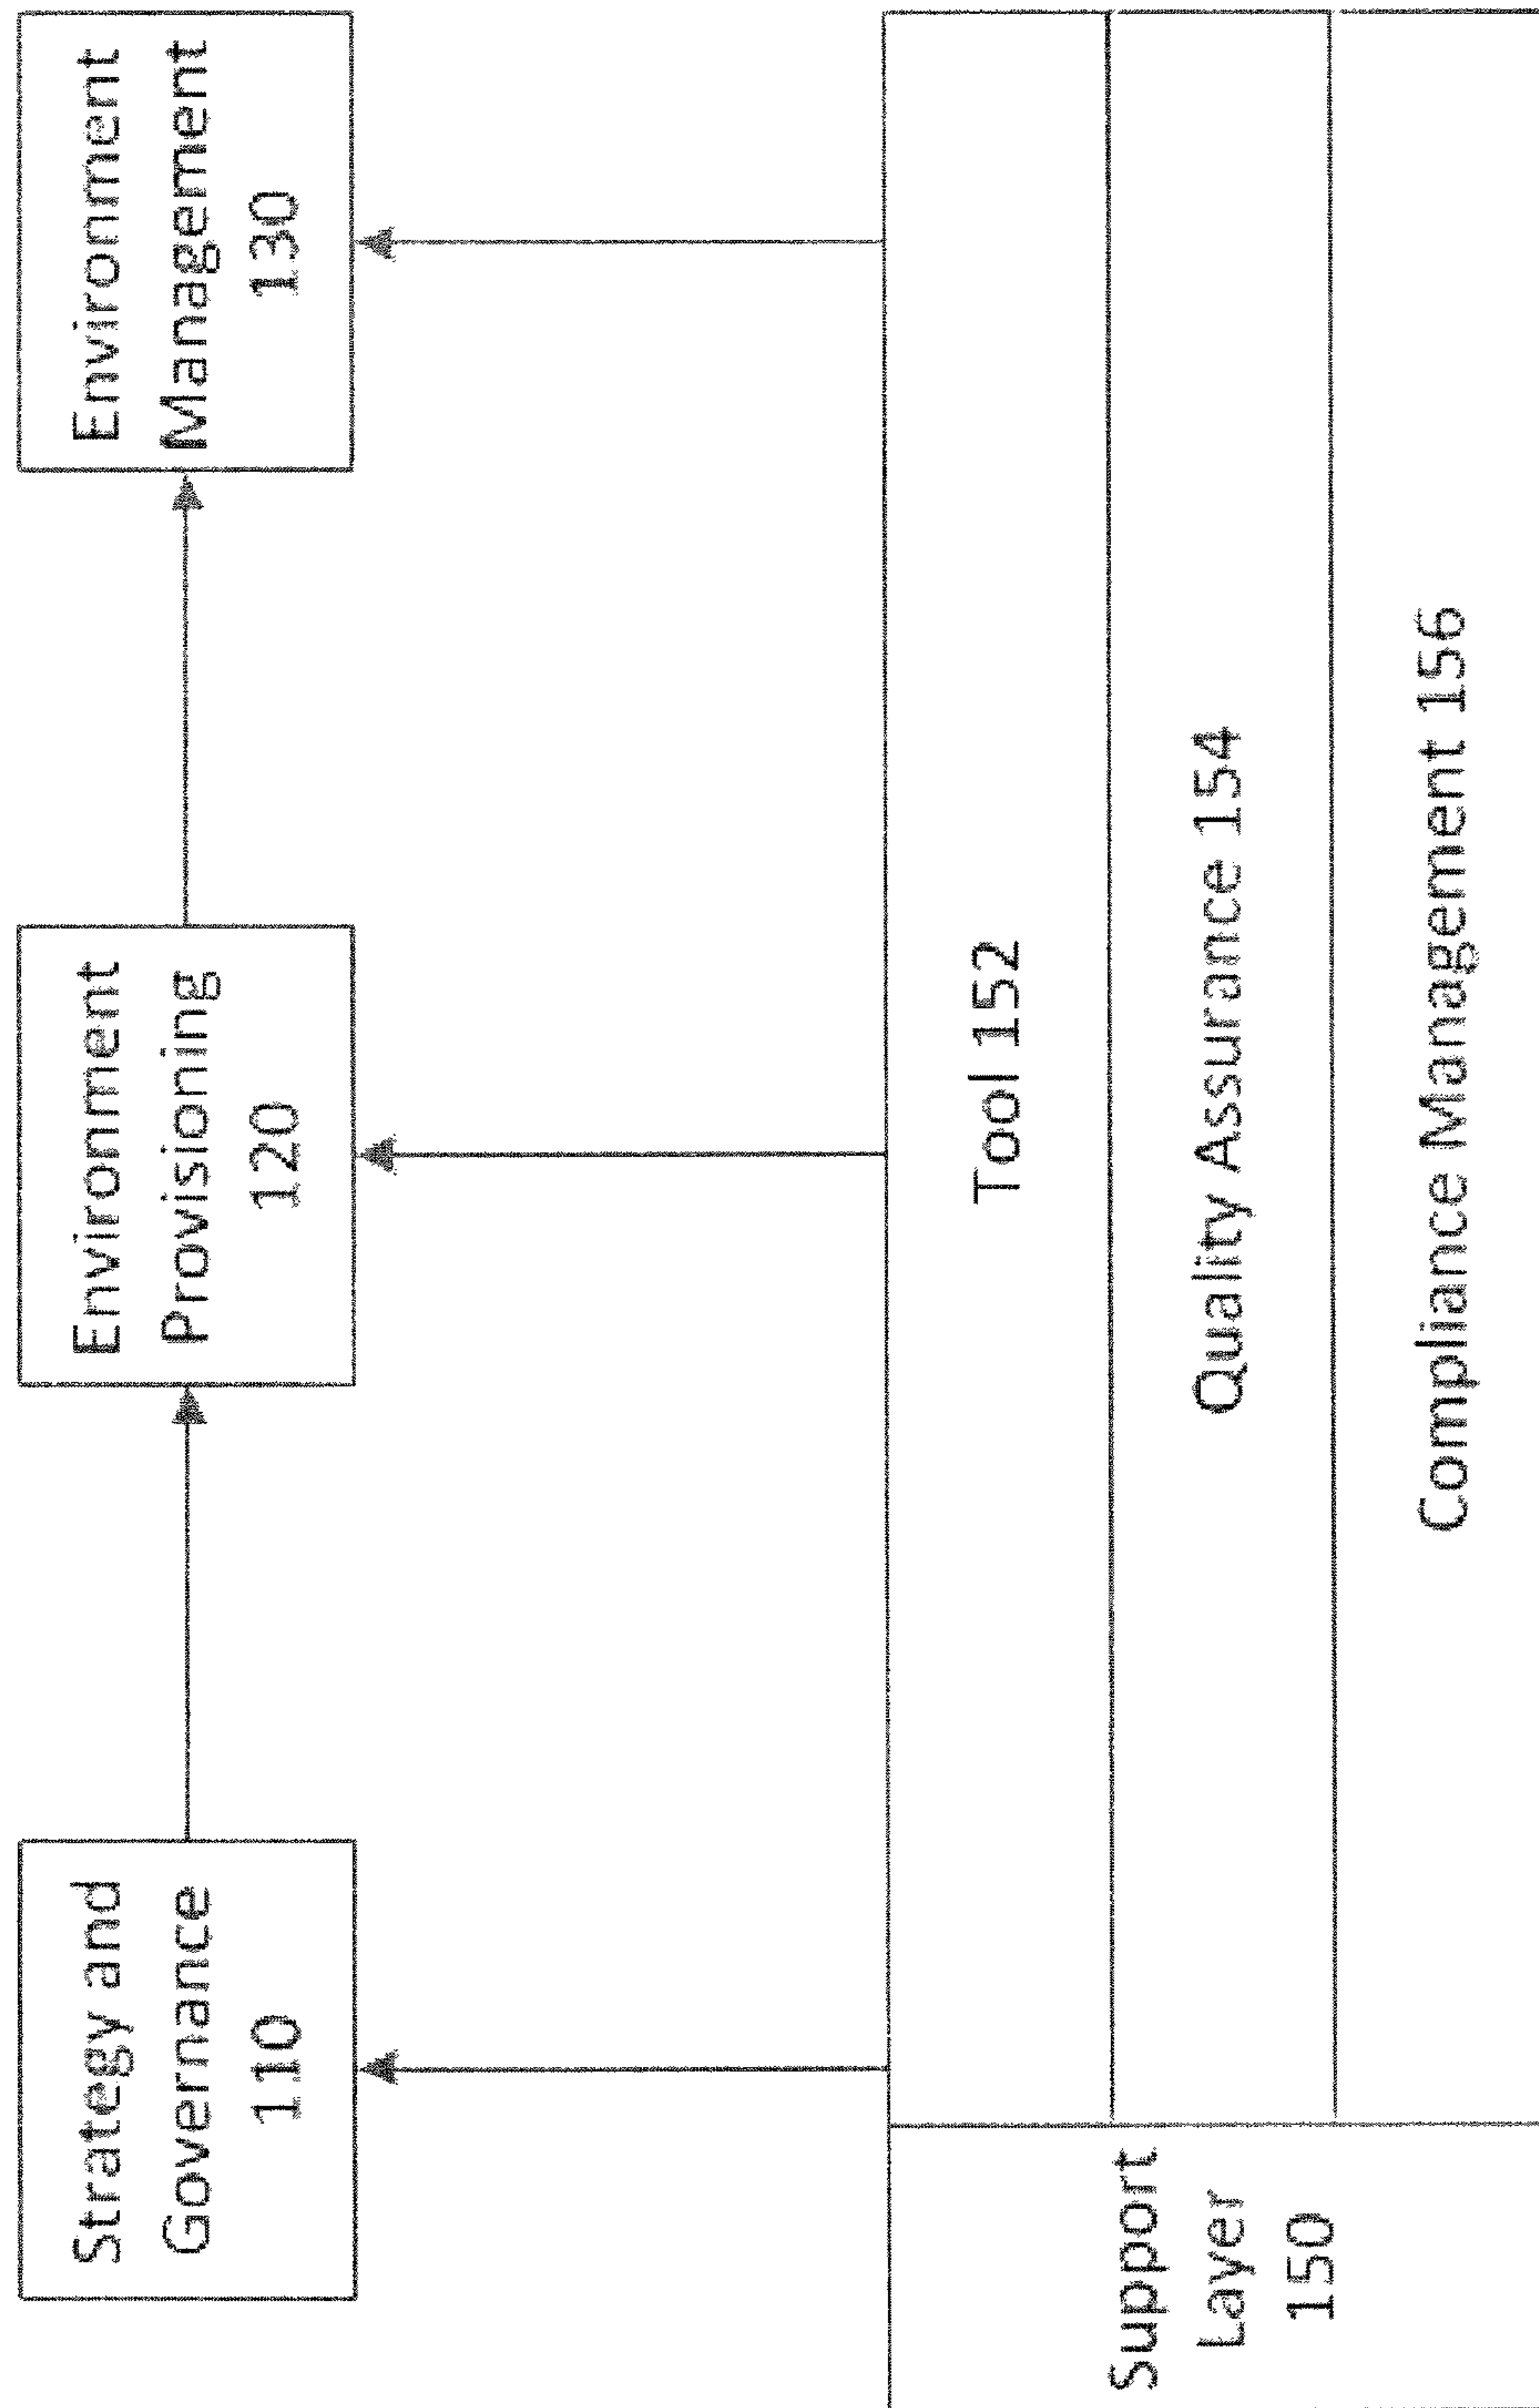 Strategy and
Governance
110
Environment
Provisioning
120
Environment
Management
130
Support
Layer
150
Tool 152
Quality Assurance 154
Compliance Management 156